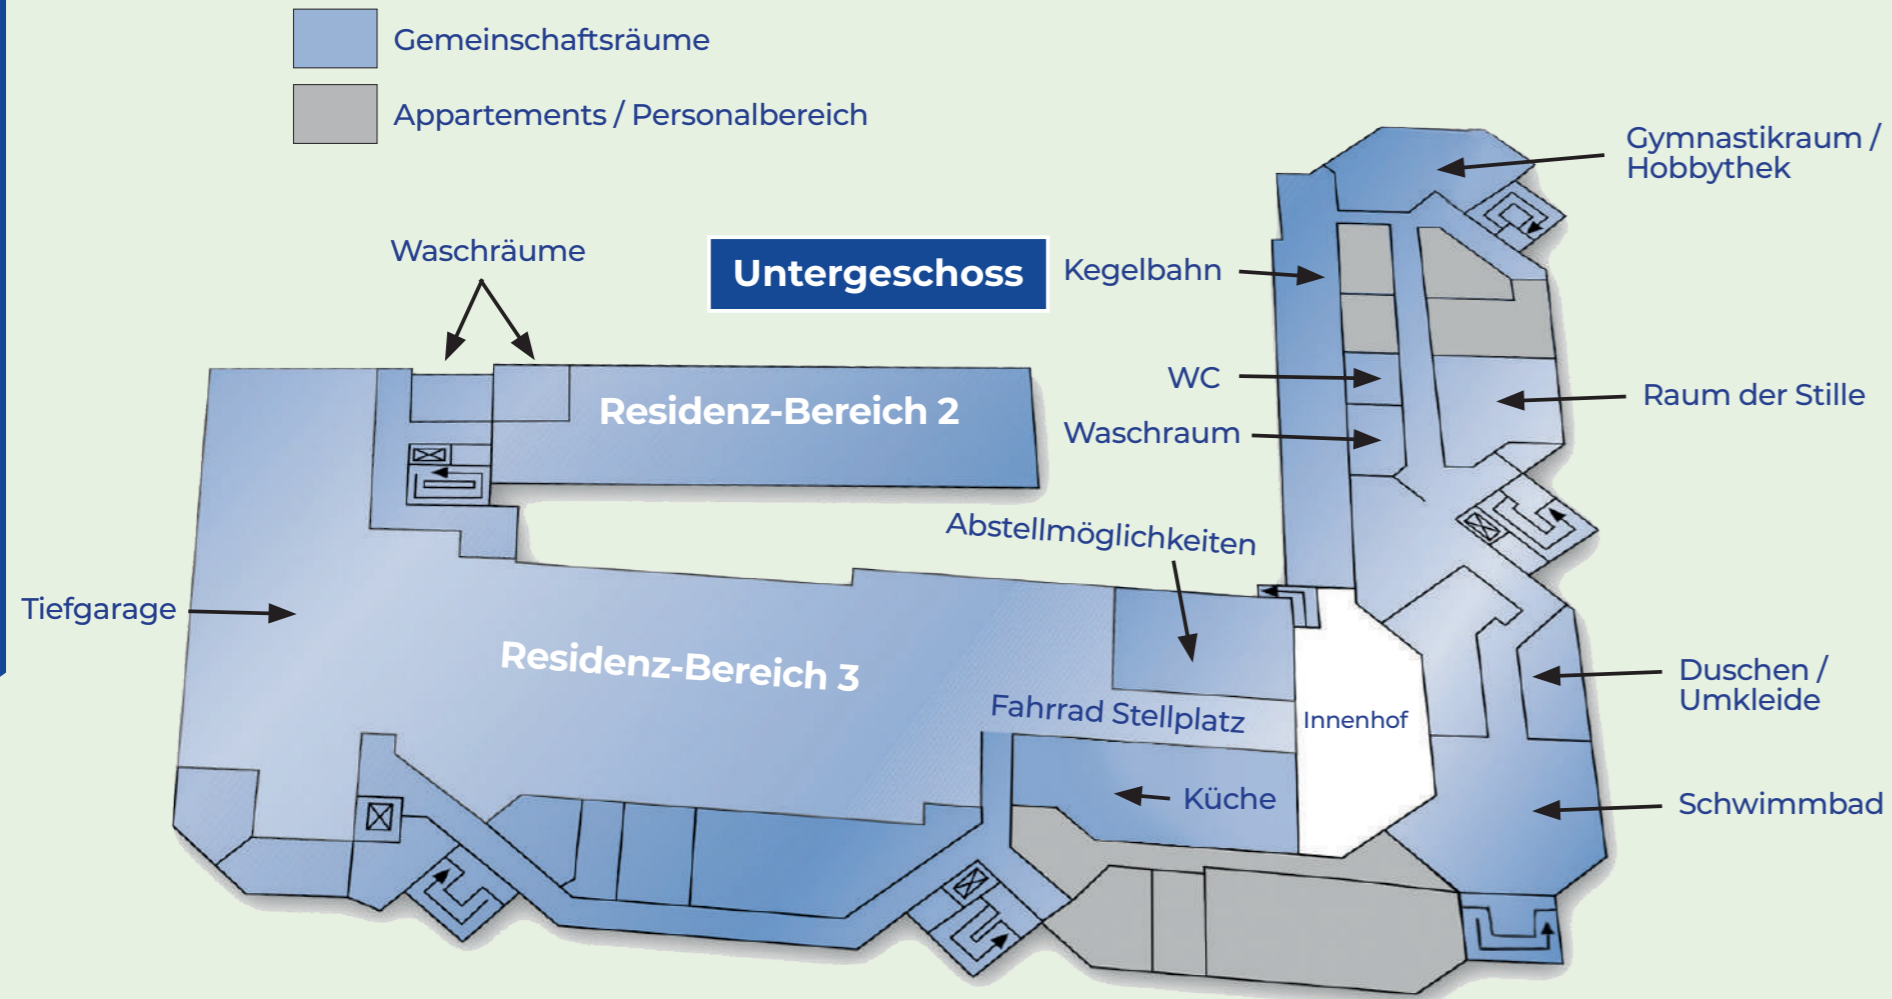 Gemeinschaftsräume
Appartements / Personalbereich
Gymnastikraum /
Hobbythek
Waschräume
Untergeschoss
Kegelbahn
WC
Raum der Stille
Residenz-Bereich 2
Waschraum
Abstellmöglichkeiten
Tiefgarage
Residenz-Bereich 3
Duschen /
Umkleide
Fahrrad Stellplatz
Innenhof
Küche
Schwimmbad